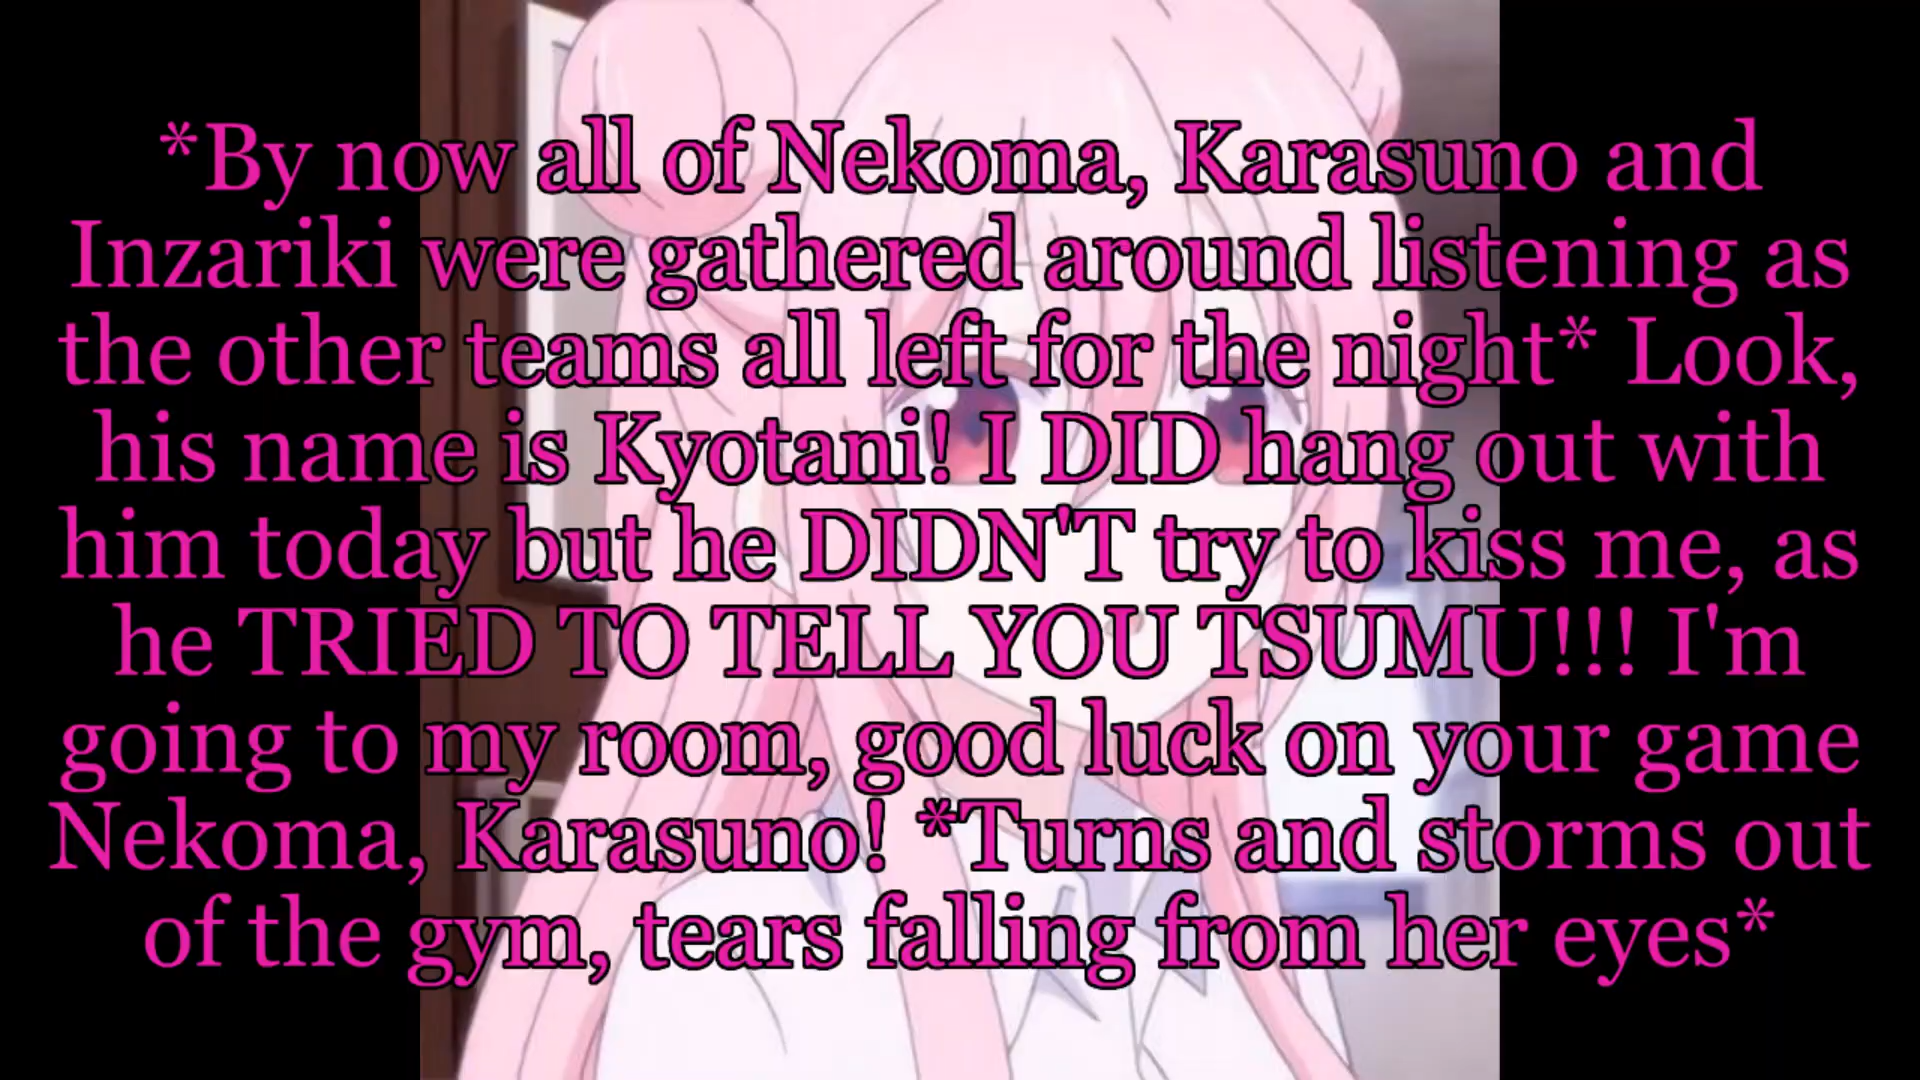 *By now all of Nekoma, Karasuno and
Inzariki were gathered around listening as
the other teams all left for the night* Look,
his name is Kyotani! I DID hang out with
him today but he DIDN'T try to kiss me, as
he TRIED TO TELL YOU TSUMU!!! I'm
going to my room, good luck on your game
Nekoma, Karasuno! *Turns and storms out
of the gym, tears falling from her eyes*